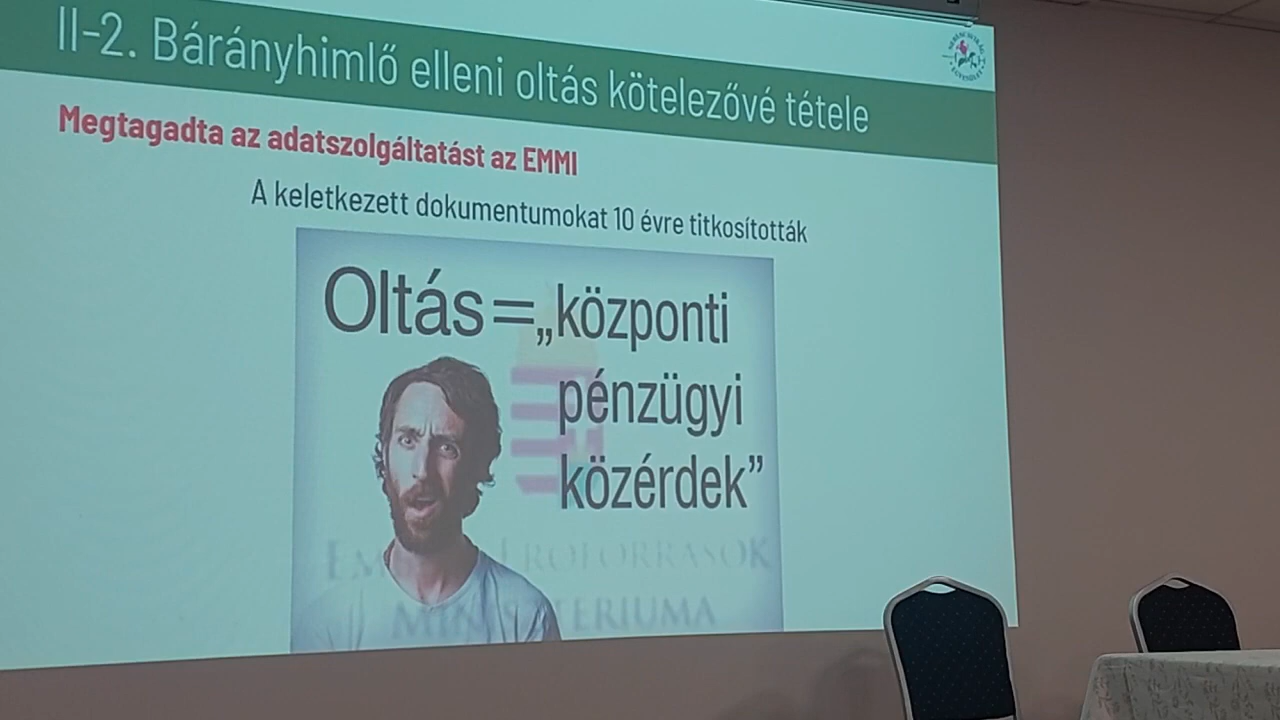 II-2. Bárányhimlő elleni oltás kötelezővé tétele
Megtagadta az adatszolgáltatást az EMMI
A keletkezett dokumentumokat 10 évre titkosították
Oltás=„központi
pénzügyi
közérdek”